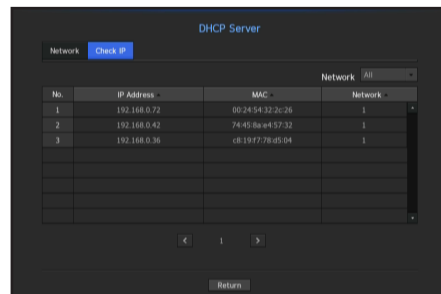 DHCP Server
Network Check IP
Network All
No. IP Address MAC Network
1 192.168.0.72 00:24:54:32:2c:26 1
2 192.168.0.42 74:45:8a:e4:57:32 1
3 192.168.0.36 c8:19:f7:78:d5:04 1
< 1 >
Return